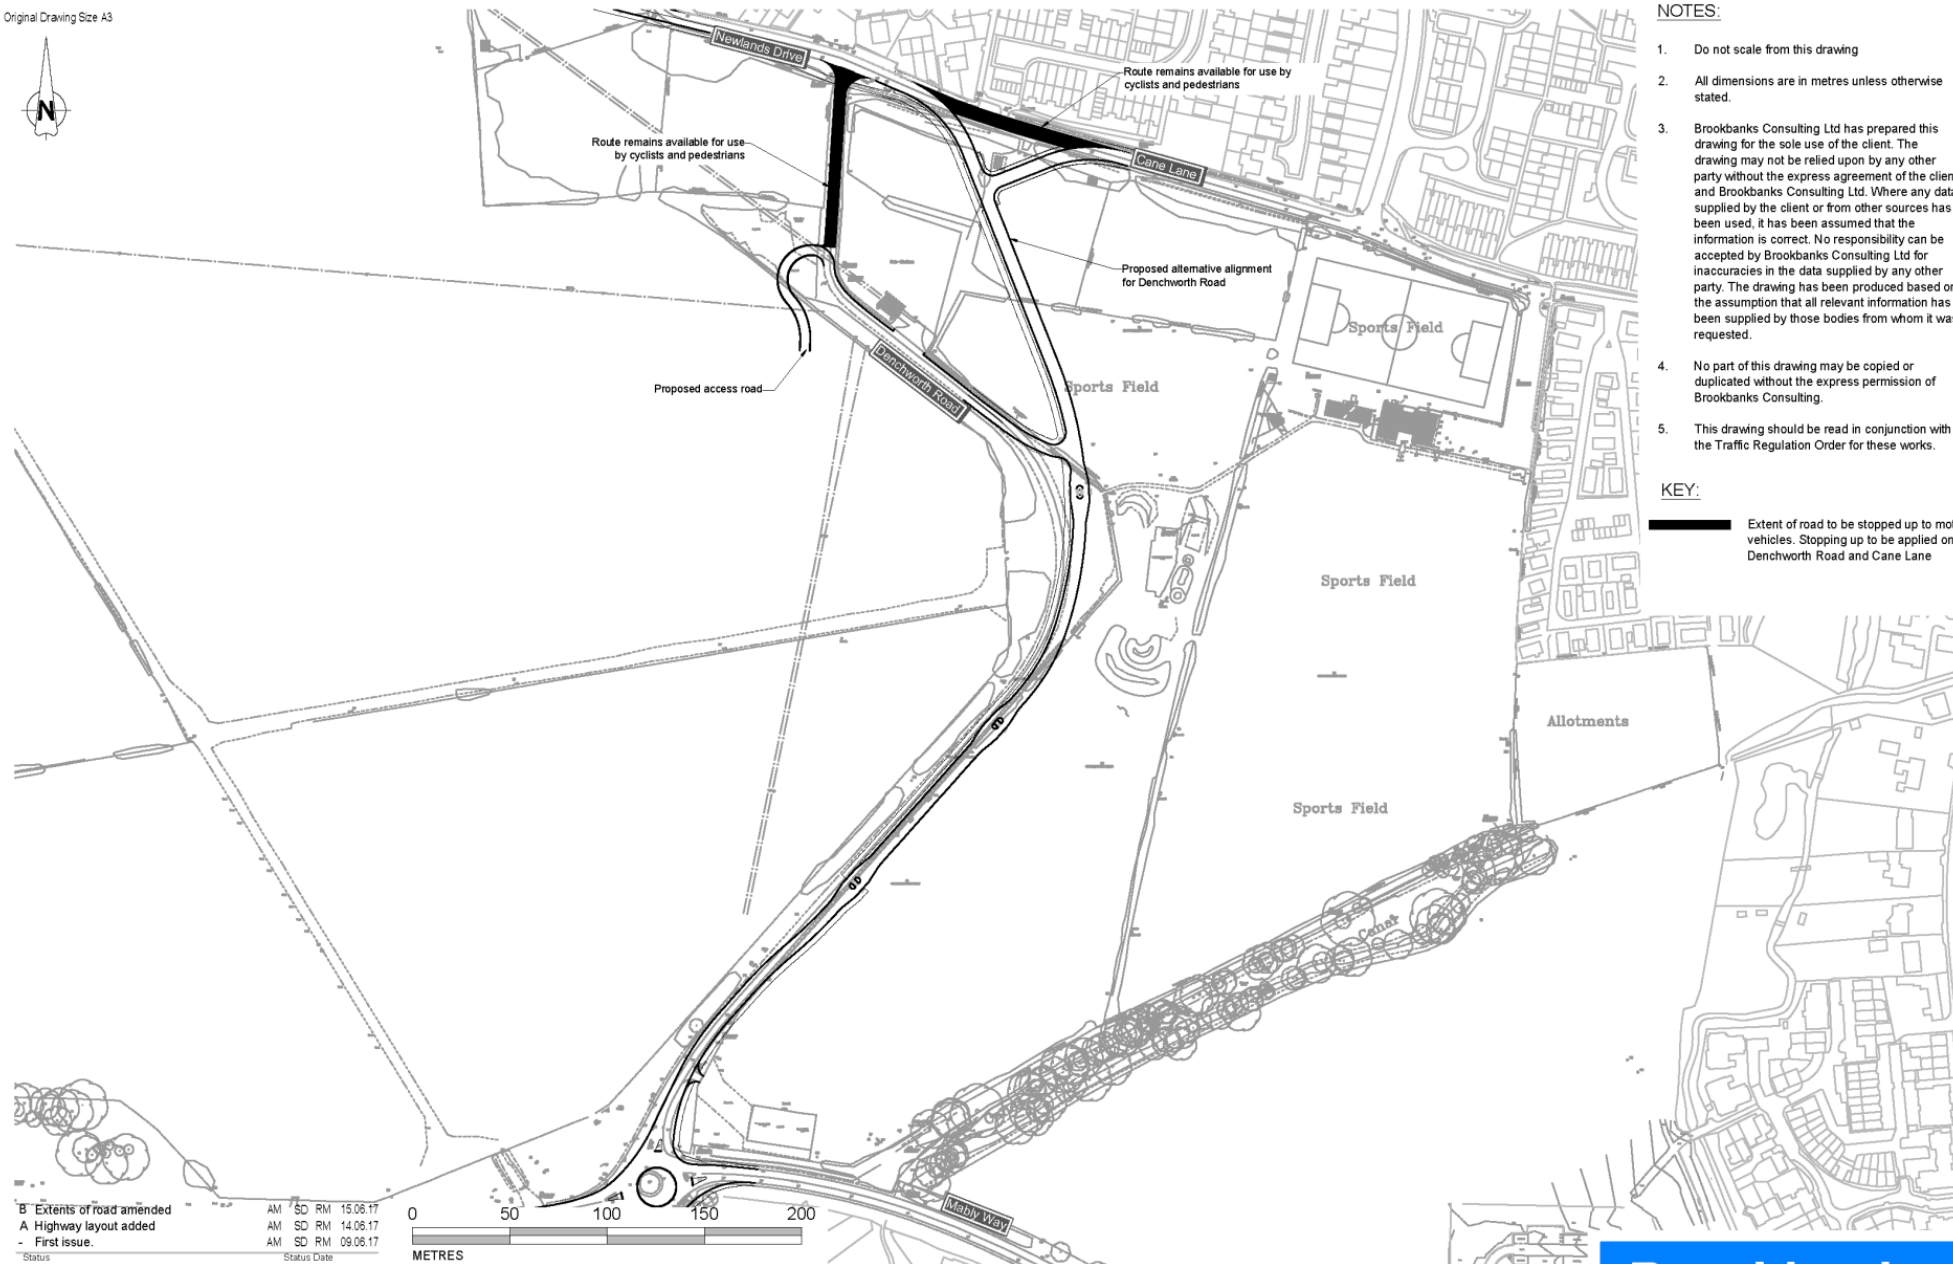 Original Drawing Size A3
N
Newlands Drive
Route remains available for use by
cyclists and pedestrians
Route remains available for use
by cyclists and pedestrians
Cane Lane
Proposed alternative alignment
for Denchworth Road
Proposed access road
Denchworth Road
Sports Field
Sports Field
Sports Field
Sports Field
Allotments
Canal
Mably Way
NOTES:
1. Do not scale from this drawing
2. All dimensions are in metres unless otherwise
stated.
3. Brookbanks Consulting Ltd has prepared this
drawing for the sole use of the client. The
drawing may not be relied upon by any other
party without the express agreement of the clien
and Brookbanks Consulting Ltd. Where any data
supplied by the client or from other sources has
been used, it has been assumed that the
information is correct. No responsibility can be
accepted by Brookbanks Consulting Ltd for
inaccuracies in the data supplied by any other
party. The drawing has been produced based on
the assumption that all relevant information has
been supplied by those bodies from whom it was
requested.
4. No part of this drawing may be copied or
duplicated without the express permission of
Brookbanks Consulting.
5. This drawing should be read in conjunction with
the Traffic Regulation Order for these works.
KEY:
Extent of road to be stopped up to mot
vehicles. Stopping up to be applied on
Denchworth Road and Cane Lane
B Extents of road amended AM SD RM 15.06.17
A Highway layout added AM SD RM 14.06.17
- First issue. AM SD RM 09.06.17
Status Status Date
0 50 100 150 200
METRES